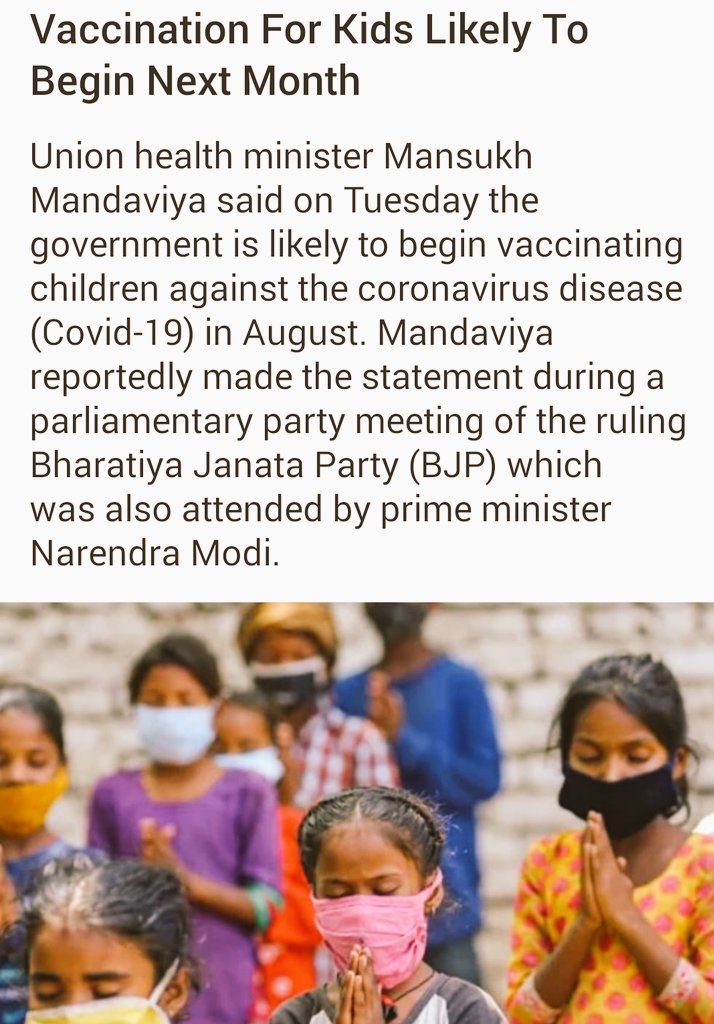 Vaccination For Kids Likely To
Begin Next Month
Union health minister Mansukh
Mandaviya said on Tuesday the
government is likely to begin vaccinating
children against the coronavirus disease
(Covid-19) in August. Mandaviya
reportedly made the statement during a
parliamentary party meeting of the ruling
Bharatiya Janata Party (BJP) which
was also attended by prime minister
Narendra Modi.